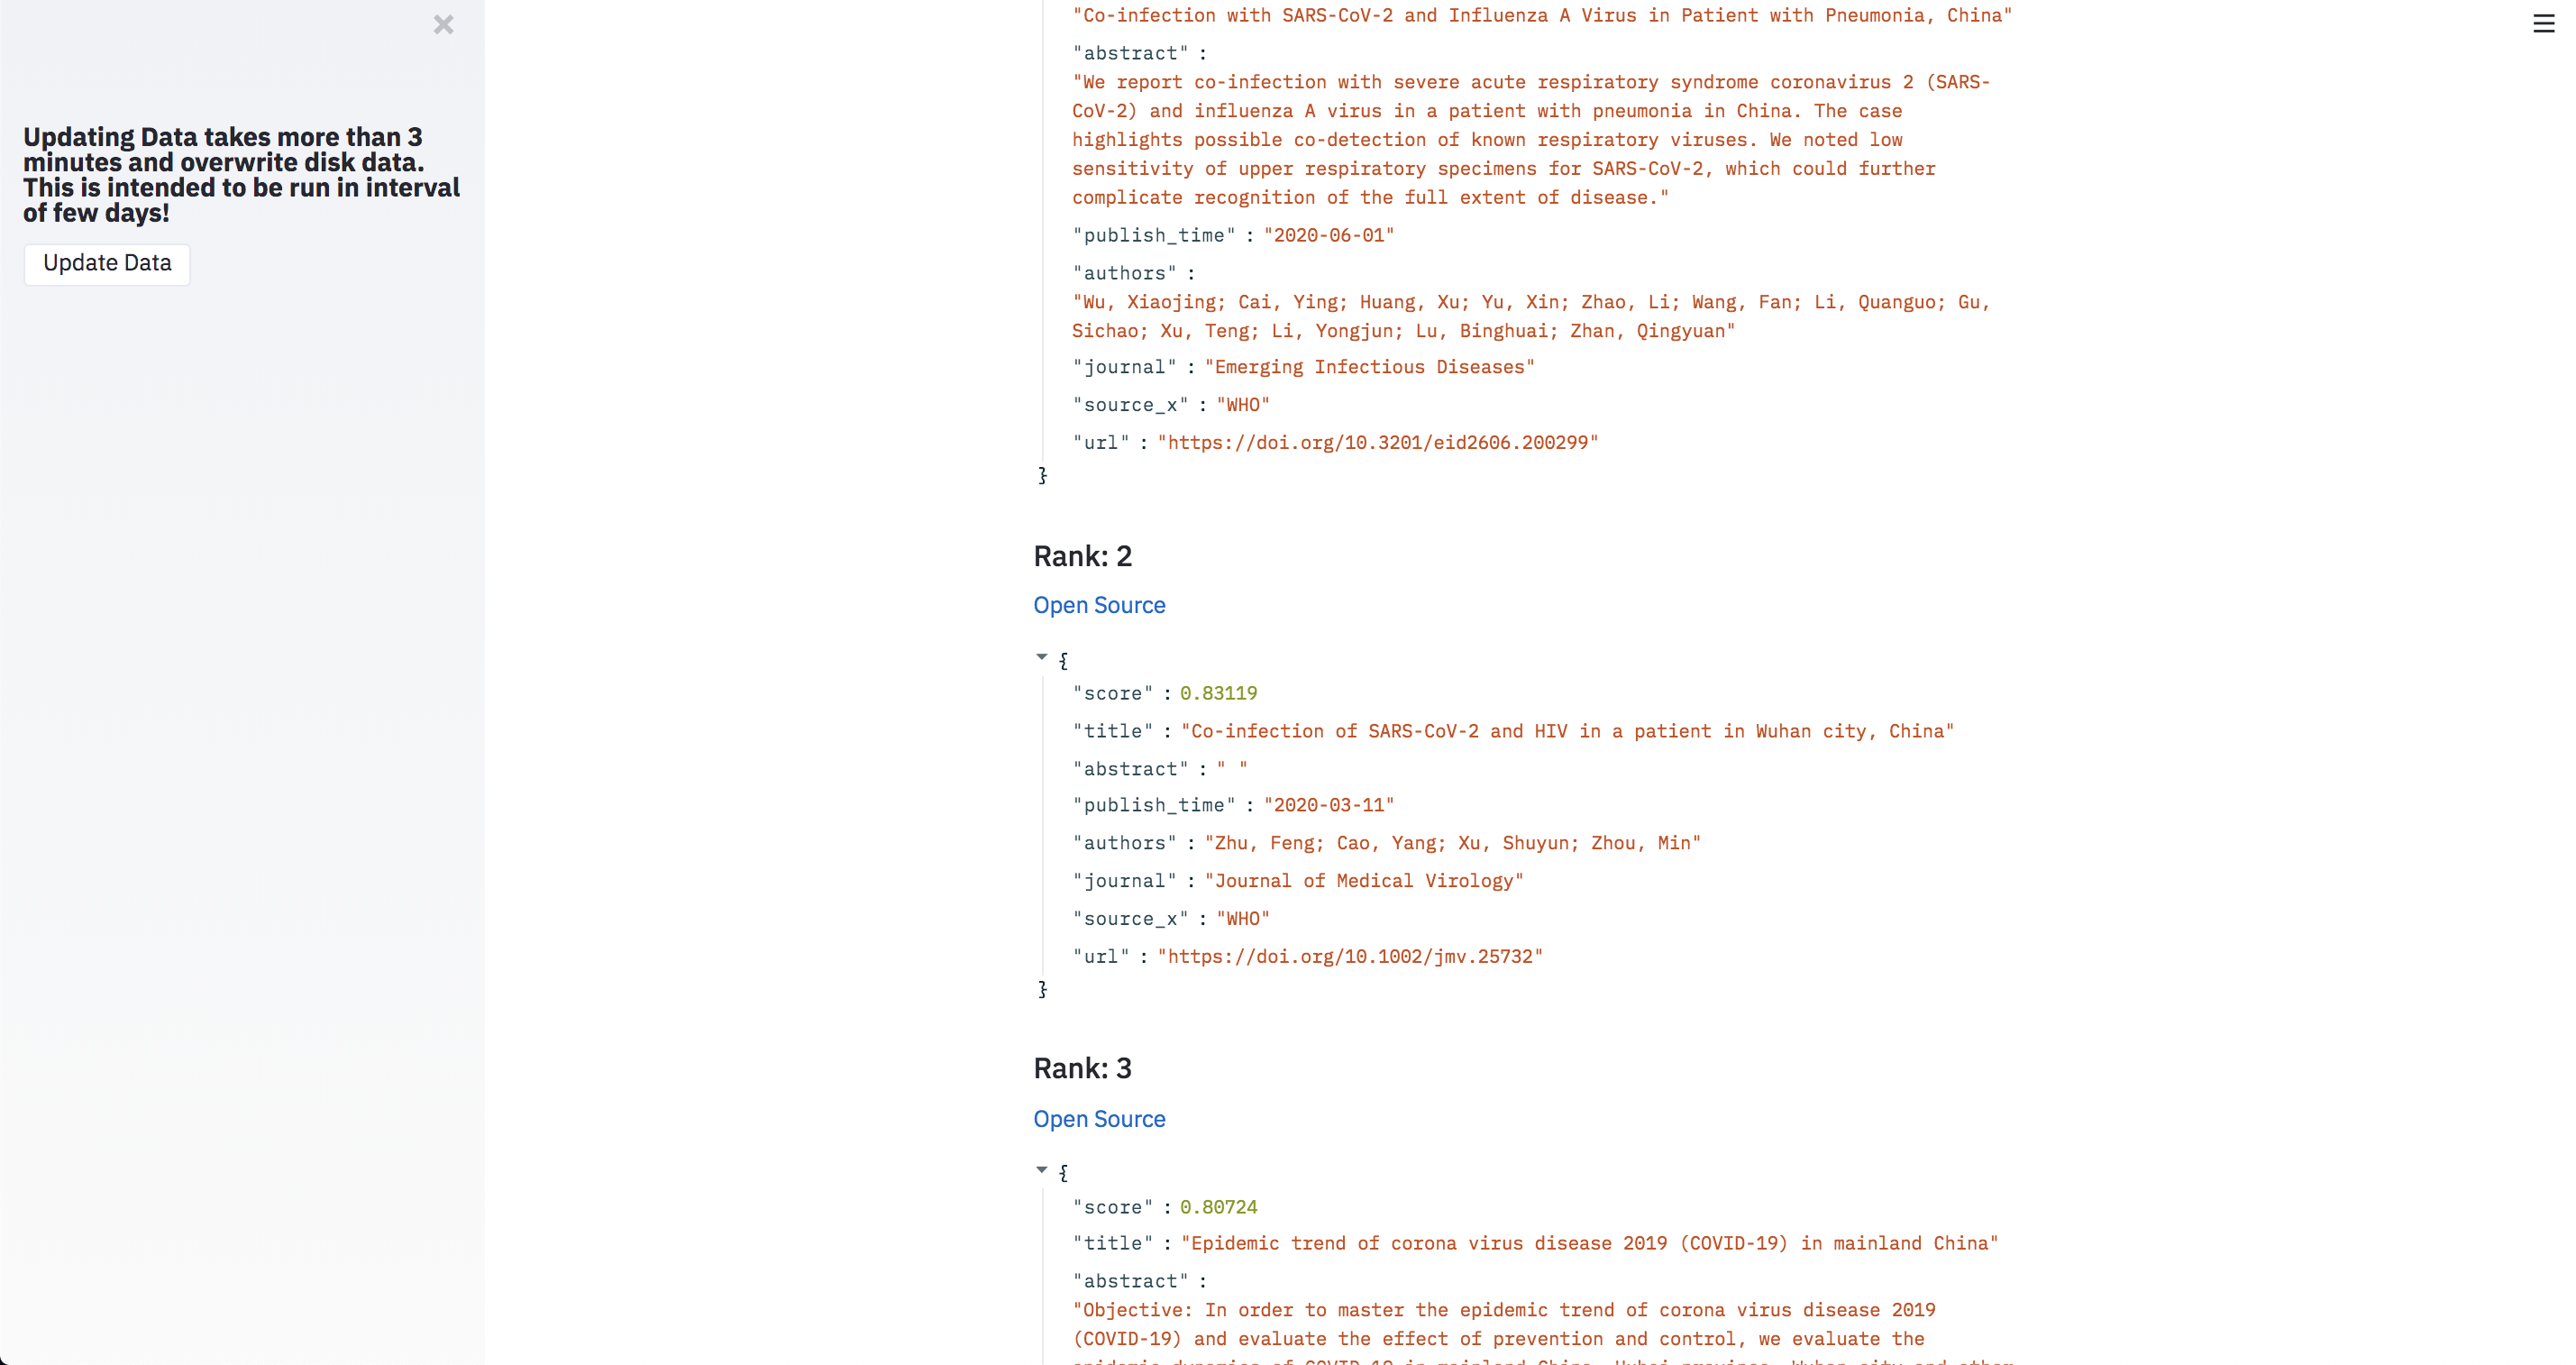 Updating Data takes more than 3
minutes and overwrite disk data.
This is intended to be run in interval
of few days!
Update Data
"Co-infection with SARS-CoV-2 and Influenza A Virus in Patient with Pneumonia, China"
"abstract" :
"We report co-infection with severe acute respiratory syndrome coronavirus 2 (SARS-
CoV-2) and influenza A virus in a patient with pneumonia in China. The case
highlights possible co-detection of known respiratory viruses. We noted low
sensitivity of upper respiratory specimens for SARS-CoV-2, which could further
complicate recognition of the full extent of disease."
"publish_time" : "2020-06-01"
"authors" :
"Wu, Xiaojing; Cai, Ying; Huang, Xu; Yu, Xin; Zhao, Li; Wang, Fan; Li, Quanguo; Gu,
Sichao; Xu, Teng; Li, Yongjun; Lu, Binghuai; Zhan, Qingyuan"
"journal" : "Emerging Infectious Diseases"
"source_x" : "WHO"
"url" : "https://doi.org/10.3201/eid2606.200299"
}
Rank: 2
Open Source
{
"score" : 0.83119
"title" : "Co-infection of SARS-CoV-2 and HIV in a patient in Wuhan city, China"
"abstract" : " "
"publish_time" : "2020-03-11"
"authors" : "Zhu, Feng; Cao, Yang; Xu, Shuyun; Zhou, Min"
"journal" : "Journal of Medical Virology"
"source_x" : "WHO"
"url" : "https://doi.org/10.1002/jmv.25732"
}
Rank: 3
Open Source
{
"score" : 0.80724
"title" : "Epidemic trend of corona virus disease 2019 (COVID-19) in mainland China"
"abstract" :
"Objective: In order to master the epidemic trend of corona virus disease 2019
(COVID-19) and evaluate the effect of prevention and control, we evaluate the